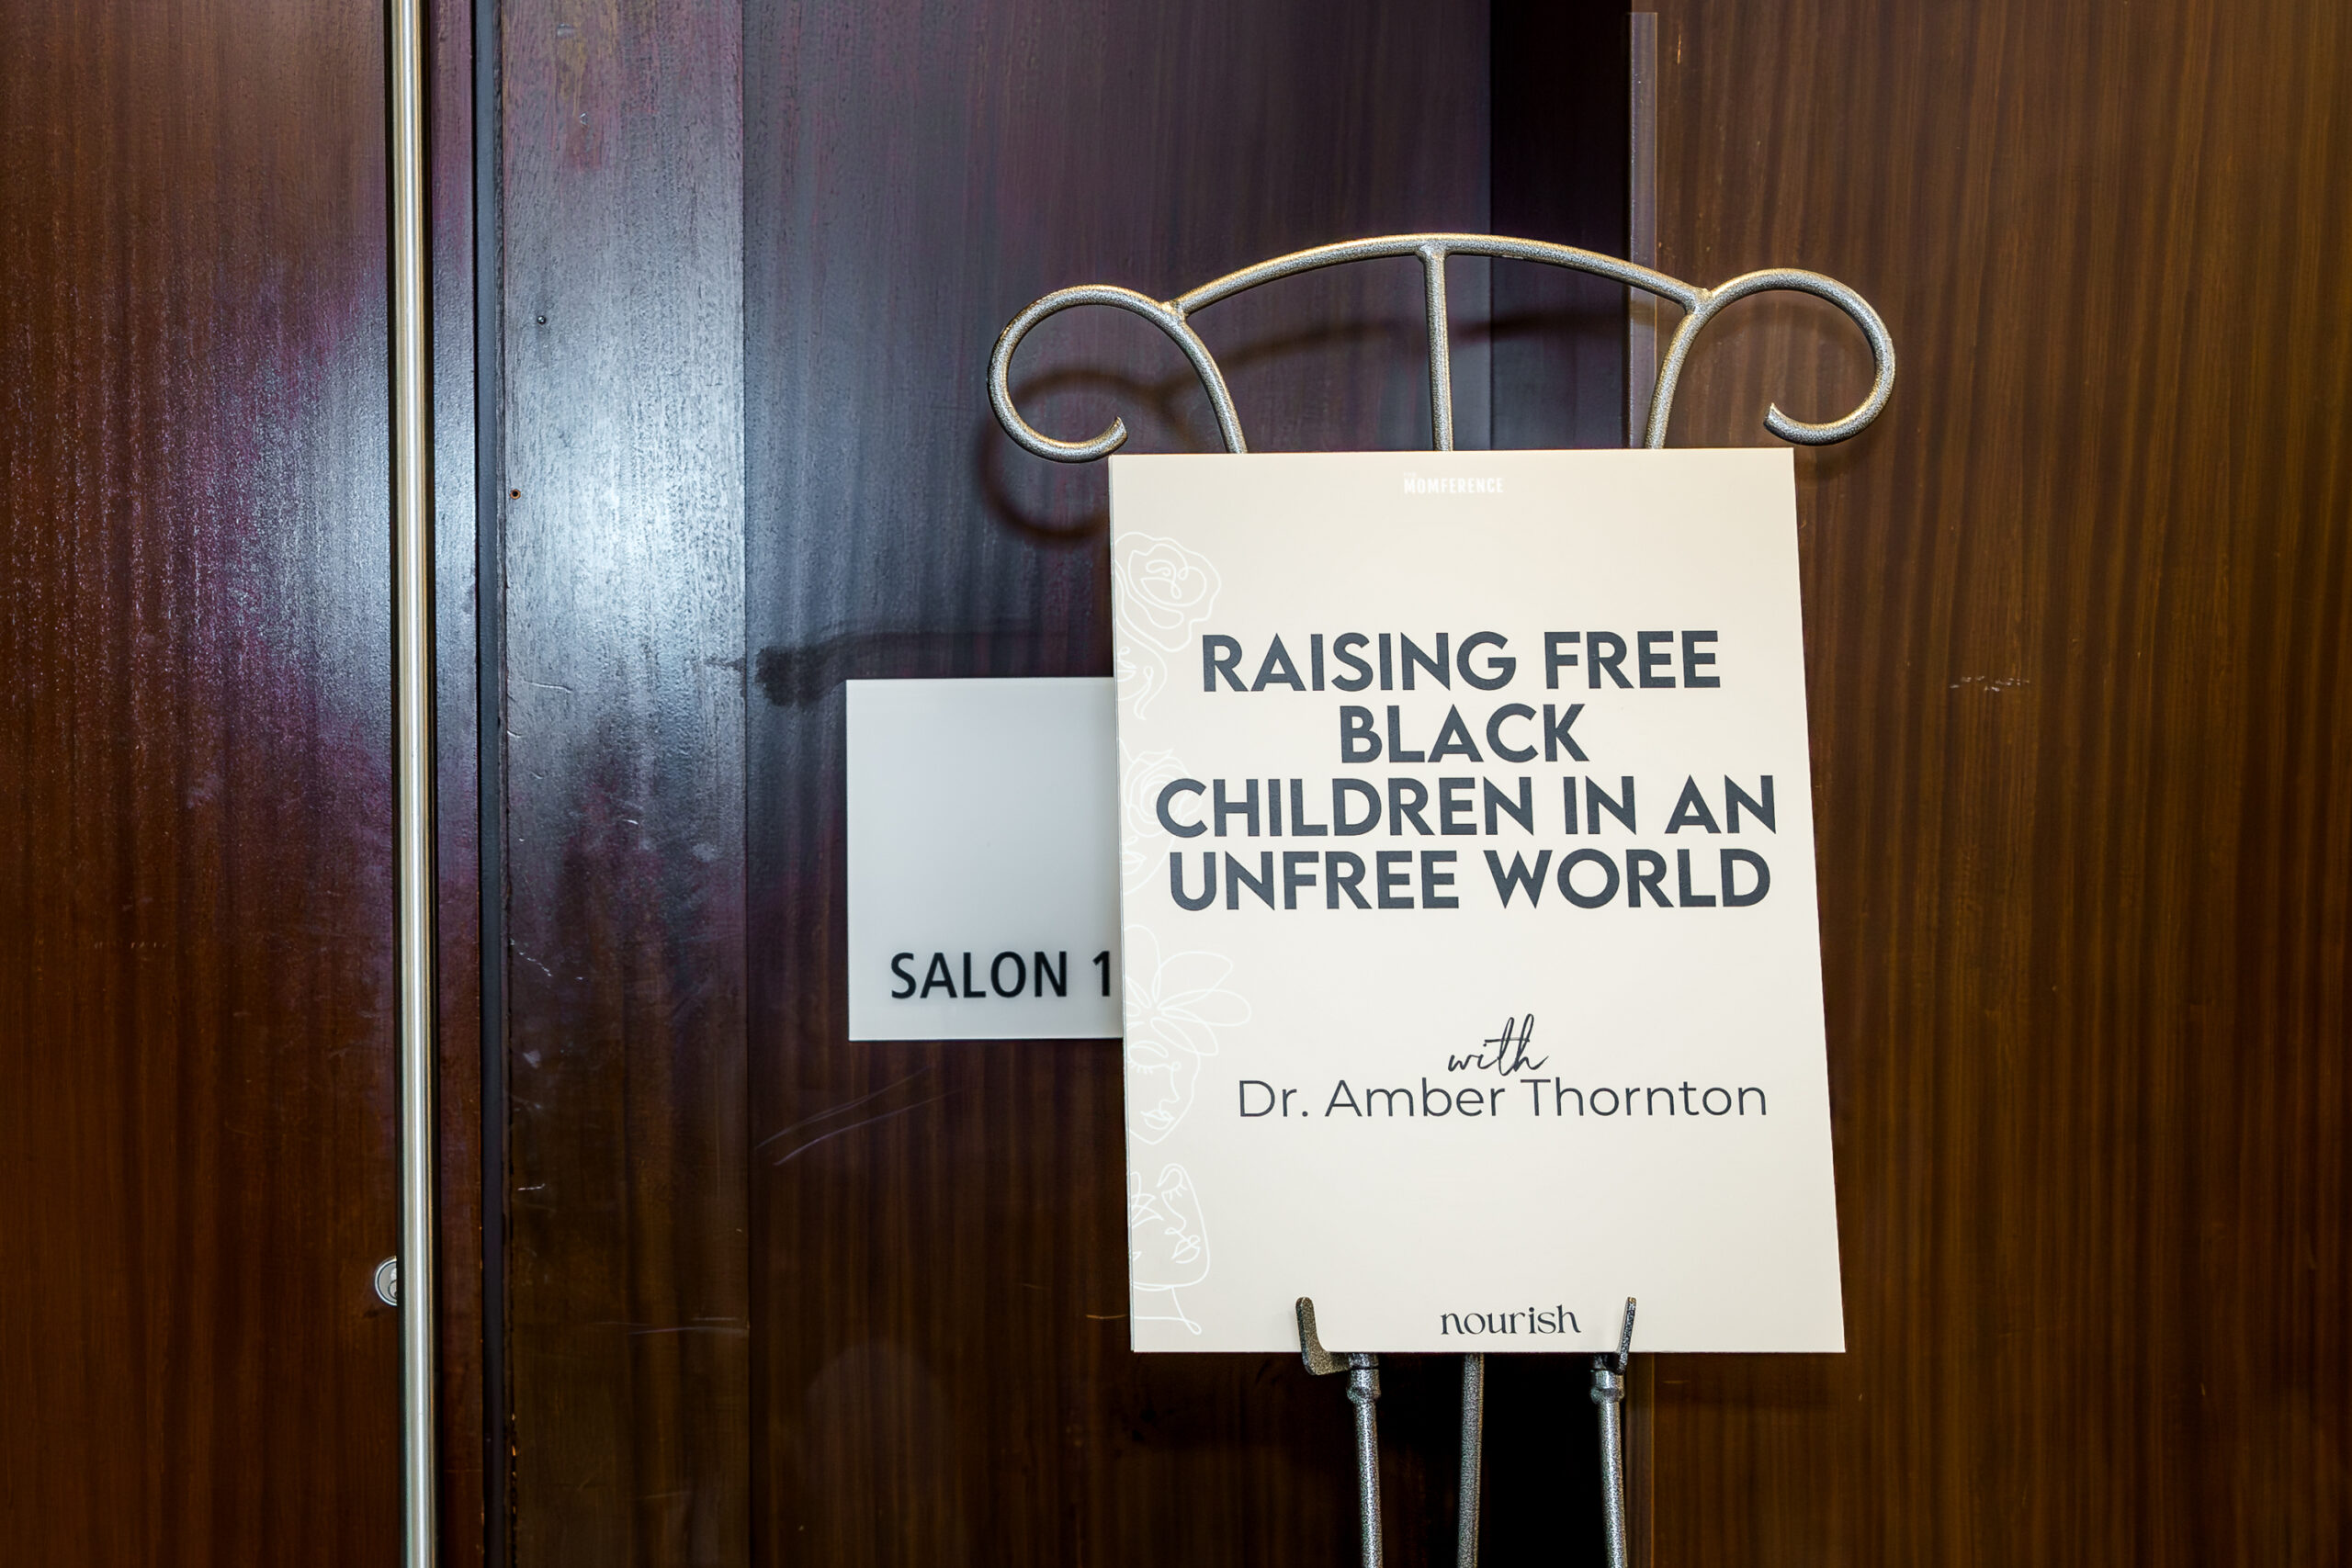 MOMFERENCE
RAISING FREE
BLACK
CHILDREN IN AN
UNFREE WORLD
with
Dr. Amber Thornton
nourish
SALON 1